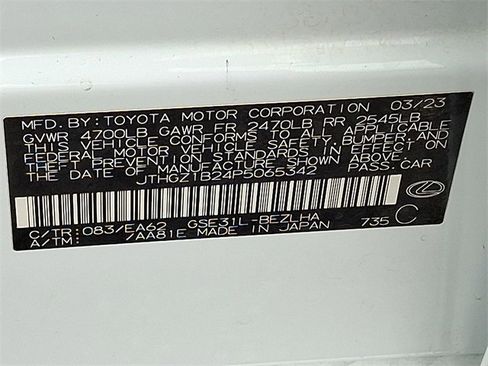 MFD. BY: TOYOTA MOTOR CORPORATION 03/23
GVWR 4700LB GAWR FR 2470LB RR 2545LB
THIS VEHICLE CONFORMS TO ALL APPLICABLE
FEDERAL MOTOR VEHICLE SAFETY, BUMPER, AND
THEFT PREVENTION STANDARDS IN EFFECT ON
THE DATE OF MANUFACTURE SHOWN ABOVE.
JTHGZ1B24P5065342 PASS. CAR
C/TR: 083/EA62 GSE31L-BEZLHA
A/TM: /AA81E MADE IN JAPAN 735 C